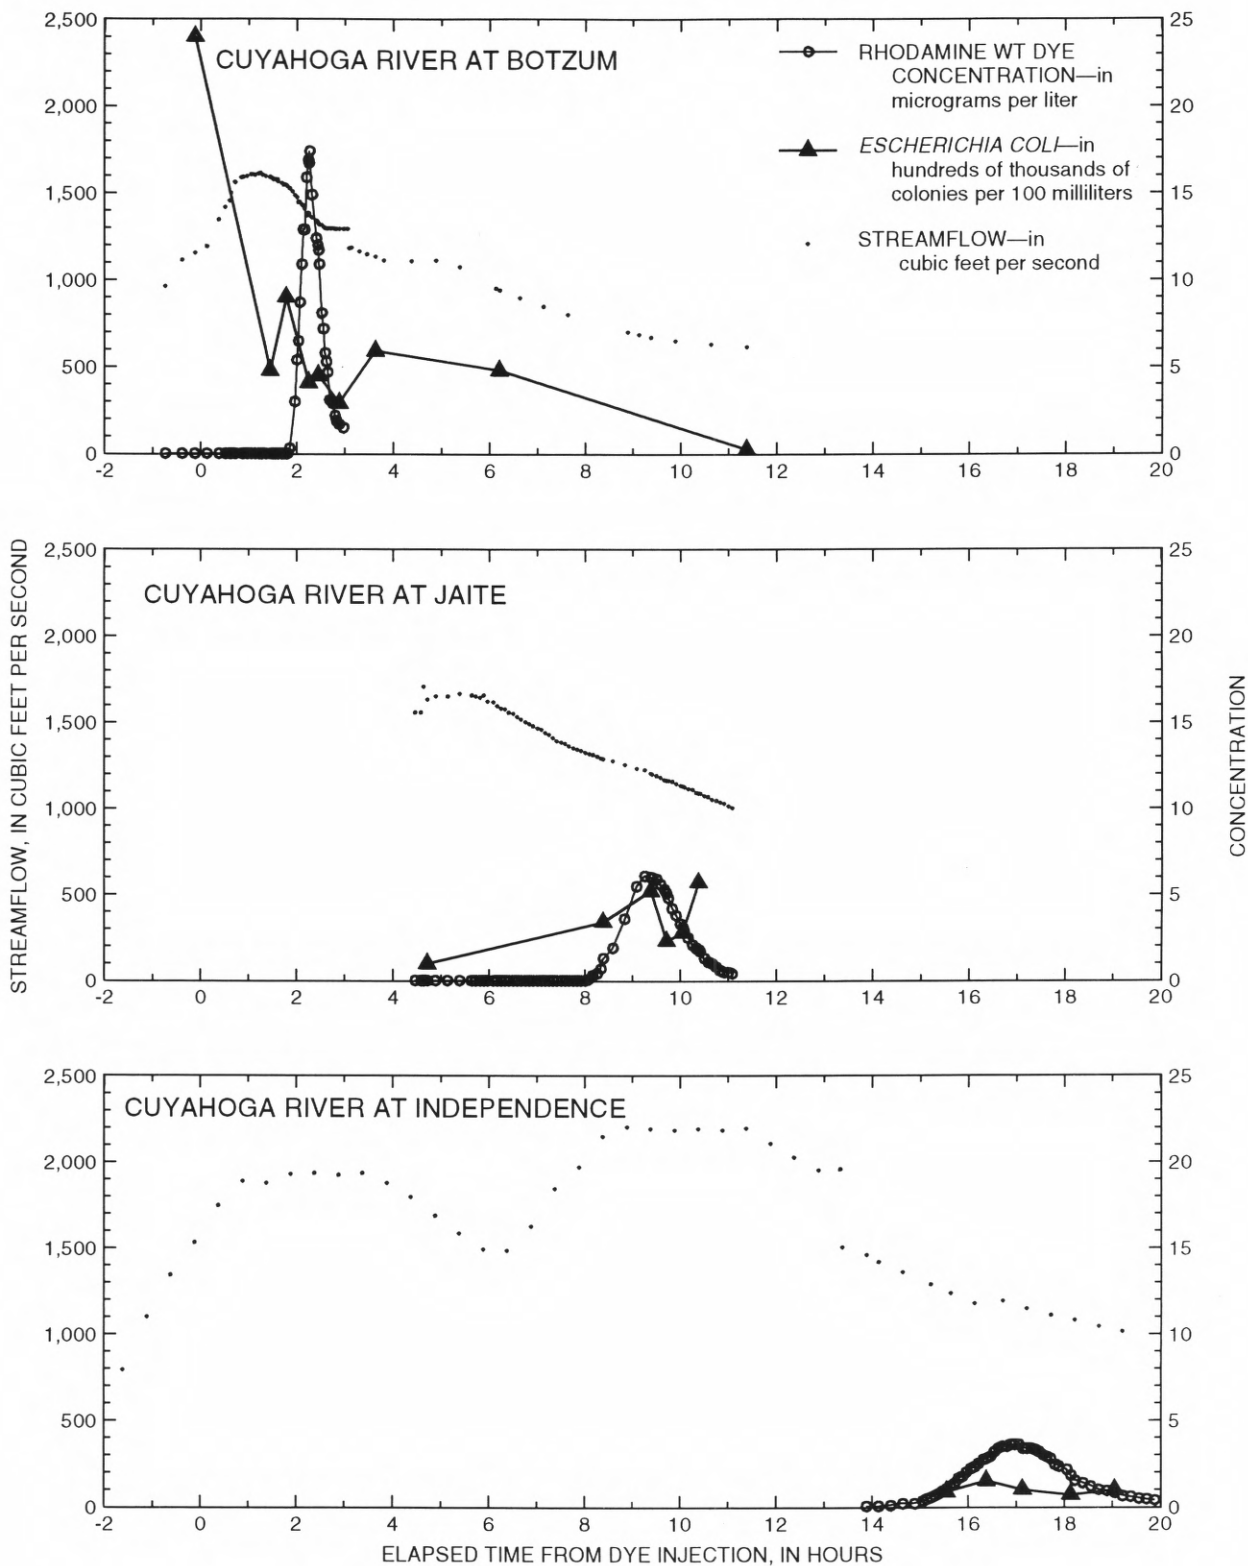 CUYAHOGA RIVER AT BOTZUM
RHODAMINE WT DYE
CONCENTRATION—in
micrograms per liter
ESCHERICHIA COLI—in
hundreds of thousands of
colonies per 100 milliliters
STREAMFLOW—in
cubic feet per second
2,500
2,000
1,500
1,000
500
0
25
20
15
10
5
0
-2 0 2 4 6 8 10 12 14 16 18 20
CUYAHOGA RIVER AT JAITE
2,500
2,000
1,500
1,000
500
0
25
20
15
10
5
0
-2 0 2 4 6 8 10 12 14 16 18 20
STREAMFLOW, IN CUBIC FEET PER SECOND
CONCENTRATION
CUYAHOGA RIVER AT INDEPENDENCE
2,500
2,000
1,500
1,000
500
0
25
20
15
10
5
0
-2 0 2 4 6 8 10 12 14 16 18 20
ELAPSED TIME FROM DYE INJECTION, IN HOURS